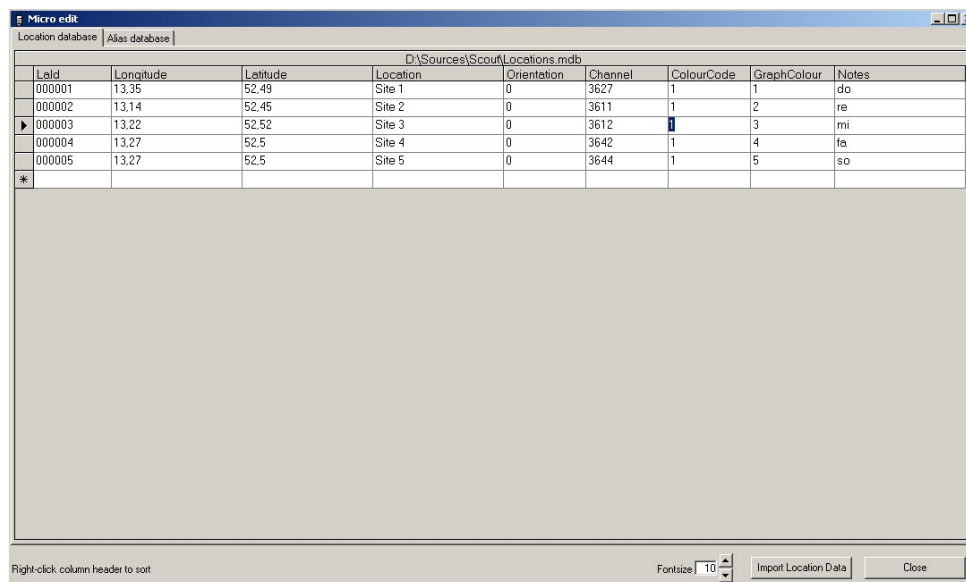 Micro edit
Location database Alias database
D:\Sources\Scout\Locations.mdb
LaId Longitude Latitude Location Orientation Channel ColourCode GraphColour Notes
000001 13,35 52,49 Site 1 0 3627 1 1 do
000002 13,14 52,45 Site 2 0 3611 1 2 re
000003 13,22 52,52 Site 3 0 3612 1 3 mi
000004 13,27 52,5 Site 4 0 3642 1 4 fa
000005 13,27 52,5 Site 5 0 3644 1 5 so
Right-click column header to sort Fontsize 10 Import Location Data Close